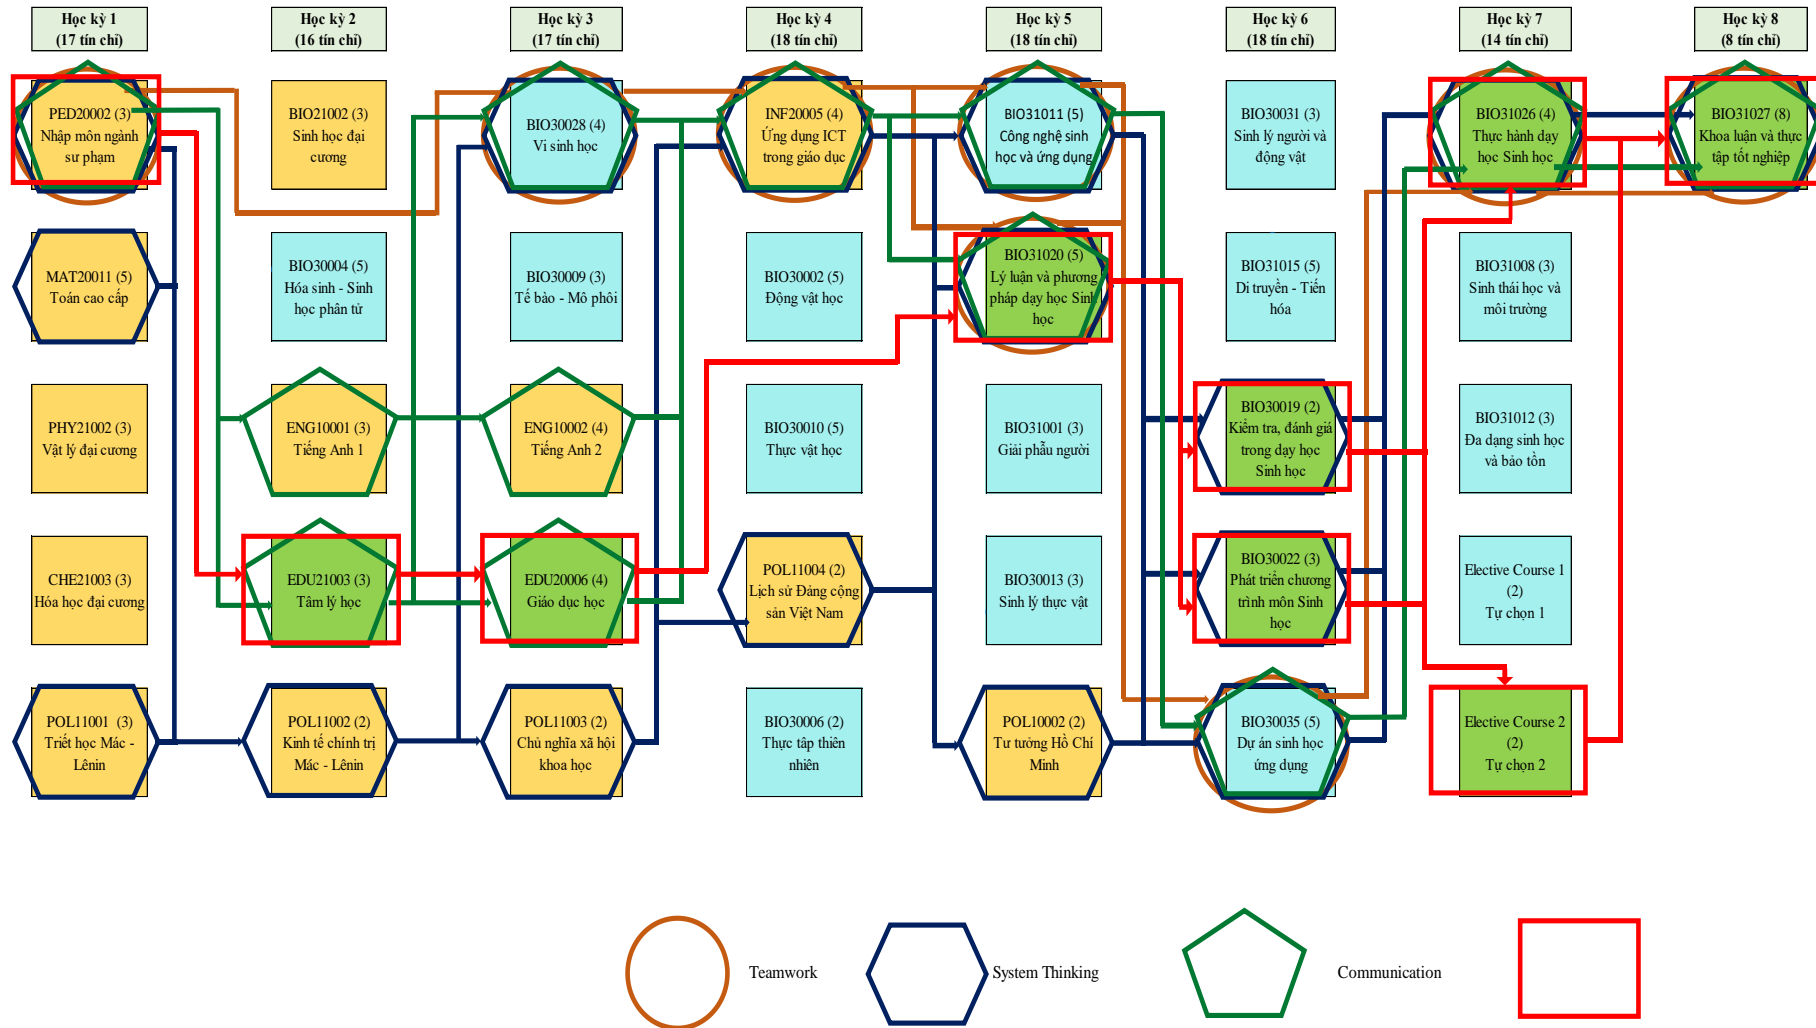 Học kỳ 1
(17 tín chỉ)
Học kỳ 2
(16 tín chỉ)
Học kỳ 3
(17 tín chỉ)
Học kỳ 4
(18 tín chỉ)
Học kỳ 5
(18 tín chỉ)
Học kỳ 6
(18 tín chỉ)
Học kỳ 7
(14 tín chỉ)
Học kỳ 8
(8 tín chỉ)
PED20002 (3)
Nhập môn ngành
sư phạm
BIO21002 (3)
Sinh học đại
cương
BIO30028 (4)
Vi sinh học
INF20005 (4)
Ứng dụng ICT
trong giáo dục
BIO31011 (5)
Công nghệ sinh
học và ứng dụng
BIO30031 (3)
Sinh lý người và
động vật
BIO31026 (4)
Thực hành dạy
học Sinh học
BIO31027 (8)
Khoa luận và thực
tập tốt nghiệp
MAT20011 (5)
Toán cao cấp
BIO30004 (5)
Hóa sinh - Sinh
học phân tử
BIO30009 (3)
Tế bào - Mô phôi
BIO30002 (5)
Động vật học
BIO31020 (5)
Lý luận và phương
pháp dạy học Sinh
học
BIO31015 (5)
Di truyền - Tiến
hóa
BIO31008 (3)
Sinh thái học và
môi trường
PHY21002 (3)
Vật lý đại cương
ENG10001 (3)
Tiếng Anh 1
ENG10002 (4)
Tiếng Anh 2
BIO30010 (5)
Thực vật học
BIO31001 (3)
Giải phẫu người
BIO30019 (2)
Kiểm tra, đánh giá
trong dạy học
Sinh học
BIO31012 (3)
Đa dạng sinh học
và bảo tồn
CHE21003 (3)
Hóa học đại cương
EDU21003 (3)
Tâm lý học
EDU20006 (4)
Giáo dục học
POL11004 (2)
Lịch sử Đảng cộng
sản Việt Nam
BIO30013 (3)
Sinh lý thực vật
BIO30022 (3)
Phát triển chương
trình môn Sinh
học
Elective Course 1
(2)
Tự chọn 1
POL11001 (3)
Triết học Mác -
Lênin
POL11002 (2)
Kinh tế chính trị
Mác - Lênin
POL11003 (2)
Chủ nghĩa xã hội
khoa học
BIO30006 (2)
Thực tập thiên
nhiên
POL10002 (2)
Tư tưởng Hồ Chí
Minh
BIO30035 (5)
Dự án sinh học
ứng dụng
Elective Course 2
(2)
Tự chọn 2
Teamwork
System Thinking
Communication